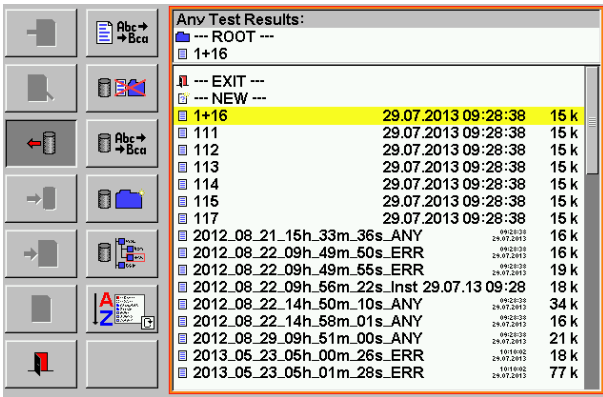 Abc→
→Bca
Abc→
→Bca
A
Z
Any Test Results:
--- ROOT ---
1+16
--- EXIT ---
--- NEW ---
1+16 29.07.2013 09:28:38 15 k
111 29.07.2013 09:28:38 15 k
112 29.07.2013 09:28:38 15 k
113 29.07.2013 09:28:38 15 k
114 29.07.2013 09:28:38 15 k
115 29.07.2013 09:28:38 15 k
117 29.07.2013 09:28:38 15 k
2012_08_21_15h_33m_36s_ANY 09:28:38 29.07.2013 16 k
2012_08_22_09h_49m_50s_ERR 09:28:38 29.07.2013 16 k
2012_08_22_09h_49m_55s_ERR 09:28:38 29.07.2013 19 k
2012_08_22_09h_56m_22s_Inst 29.07.13 09:28 18 k
2012_08_22_14h_50m_10s_ANY 09:28:38 29.07.2013 34 k
2012_08_22_14h_58m_01s_ANY 09:28:38 29.07.2013 16 k
2012_08_29_09h_51m_00s_ANY 09:28:38 29.07.2013 21 k
2013_05_23_05h_00m_26s_ERR 10:10:02 29.07.2013 18 k
2013_05_23_05h_01m_28s_ERR 10:10:02 29.07.2013 77 k